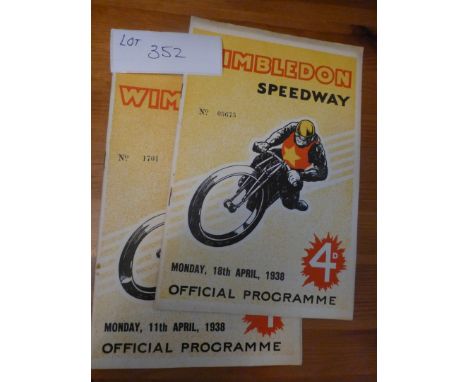 LOT 352
WIMBLEDON
SPEEDWAY
No 05675
4D
MONDAY, 18th APRIL, 1938
OFFICIAL PROGRAMME
WIM
No 1701
MONDAY, 11th APRIL, 1938
OFFICIAL PROGRAMME